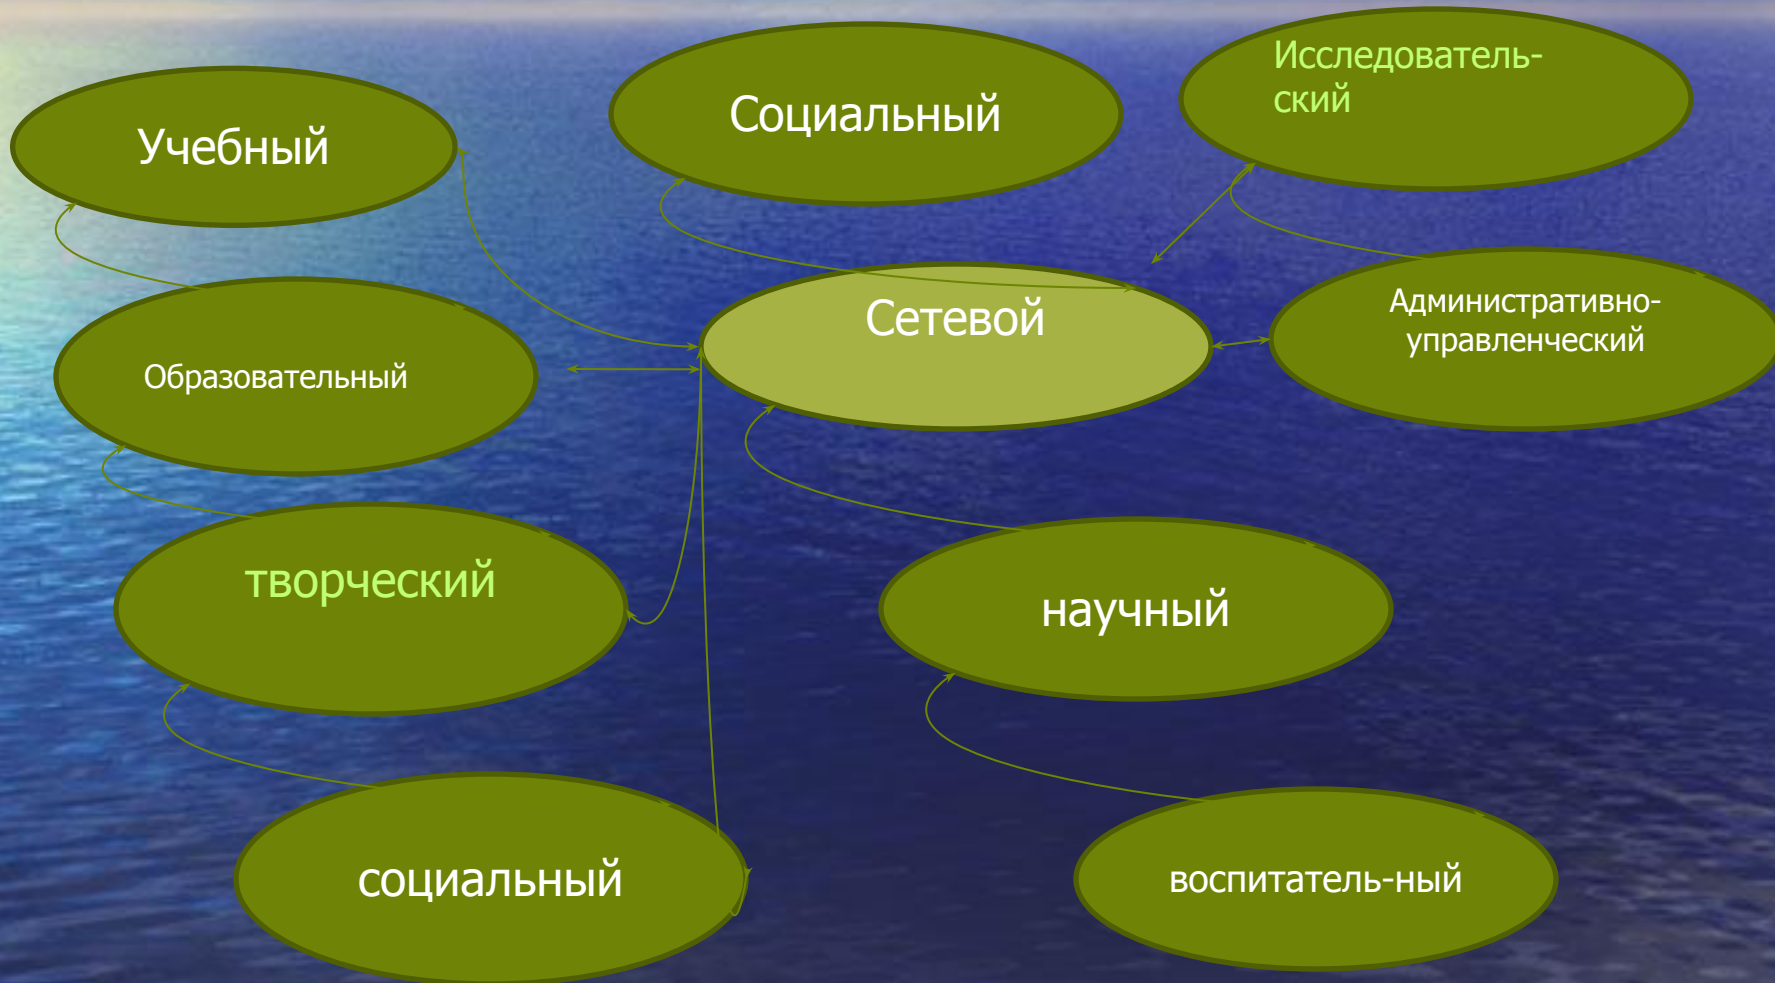 Учебный
Социальный
Исследователь-
ский
Образовательный
Сетевой
Административно-
управленческий
творческий
научный
социальный
воспитатель-ный